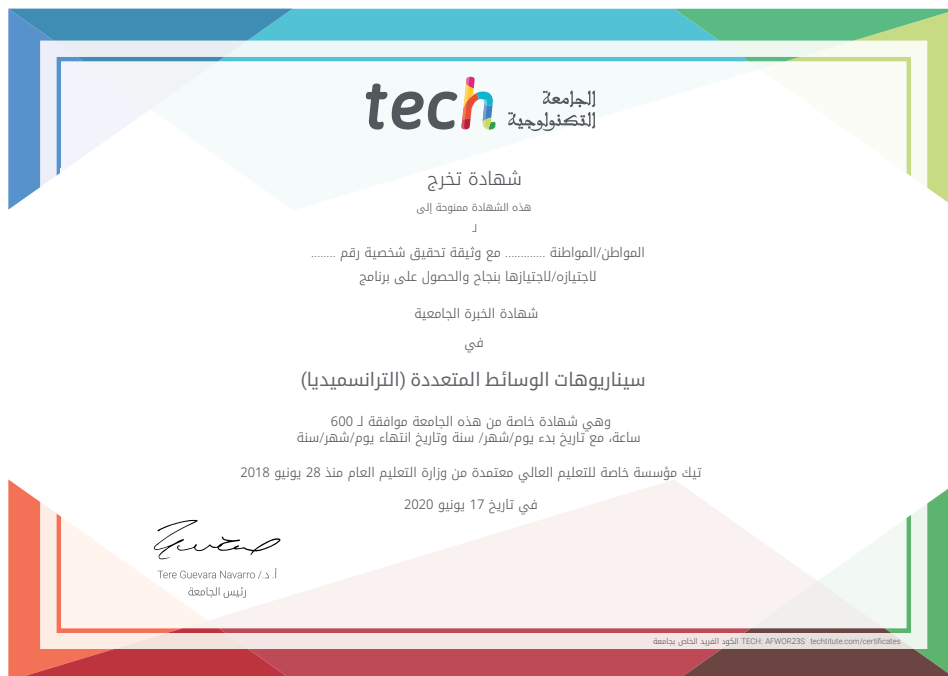 tech الجامعة
التكنولوجية
شهادة تخرج
هذه الشهادة ممنوحة إلى
لـ
المواطن/المواطنة ............ مع وثيقة تحقيق شخصية رقم ........
لاجتيازه/لاجتيازها بنجاح والحصول على برنامج
شهادة الخبرة الجامعية
في
سيناريوهات الوسائط المتعددة (الترانسميديا)
وهي شهادة خاصة من هذه الجامعة موافقة لـ 600
ساعة، مع تاريخ بدء يوم/شهر/ سنة وتاريخ انتهاء يوم/شهر/سنة
تيك مؤسسة خاصة للتعليم العالي معتمدة من وزارة التعليم العام منذ 28 يونيو 2018
في تاريخ 17 يونيو 2020
أ. د./ Tere Guevara Navarro
رئيس الجامعة
الكود الفريد الخاص بجامعة TECH: AFWOR23S techtitute.com/certificates